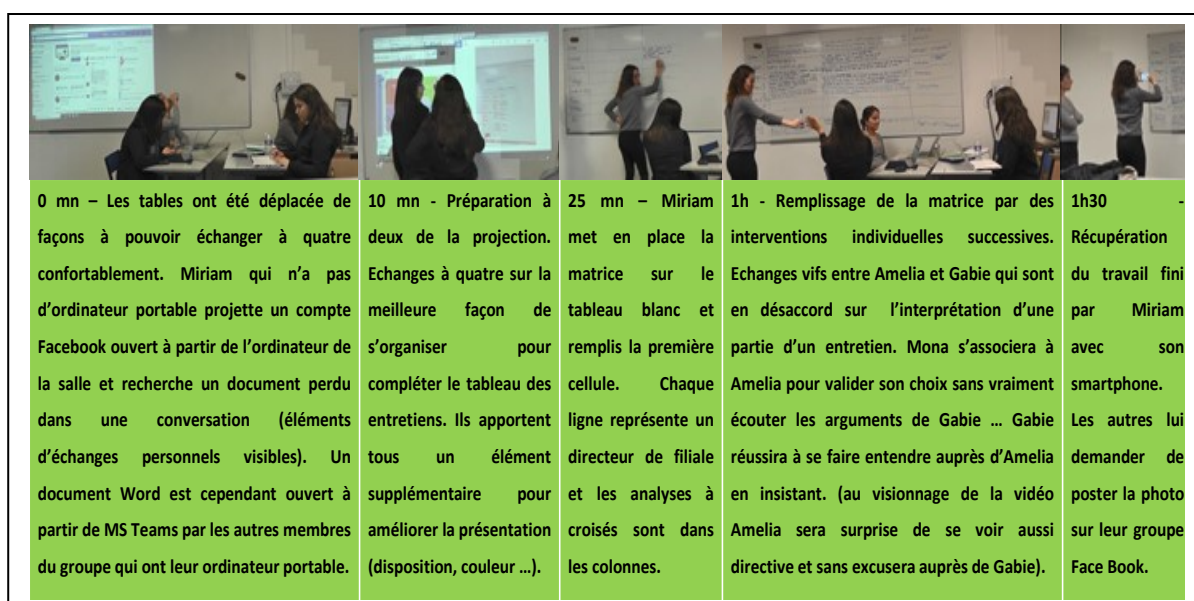 0 mn – Les tables ont été déplacée de
façons à pouvoir échanger à quatre
confortablement. Miriam qui n’a pas
d’ordinateur portable projette un compte
Facebook ouvert à partir de l’ordinateur de
la salle et recherche un document perdu
dans une conversation (éléments
d’échanges personnels visibles). Un
document Word est cependant ouvert à
partir de MS Teams par les autres membres
du groupe qui ont leur ordinateur portable.
10 mn - Préparation à
deux de la projection.
Echanges à quatre sur la
meilleure façon de
s’organiser pour
compléter le tableau des
entretiens. Ils apportent
tous un élément
supplémentaire pour
améliorer la présentation
(disposition, couleur …).
25 mn – Miriam
met en place la
matrice sur le
tableau blanc et
remplis la première
cellule. Chaque
ligne représente un
directeur de filiale
et les analyses à
croisés sont dans
les colonnes.
1h - Remplissage de la matrice par des
interventions individuelles successives.
Echanges vifs entre Amelia et Gabie qui sont
en désaccord sur l’interprétation d’une
partie d’un entretien. Mona s’associera à
Amelia pour valider son choix sans vraiment
écouter les arguments de Gabie … Gabie
réussira à se faire entendre auprès d’Amelia
en insistant. (au visionnage de la vidéo
Amelia sera surprise de se voir aussi
directive et sans excusera auprès de Gabie).
1h30 -
Récupération
du travail fini
par Miriam
avec son
smartphone.
Les autres lui
demander de
poster la photo
sur leur groupe
Face Book.